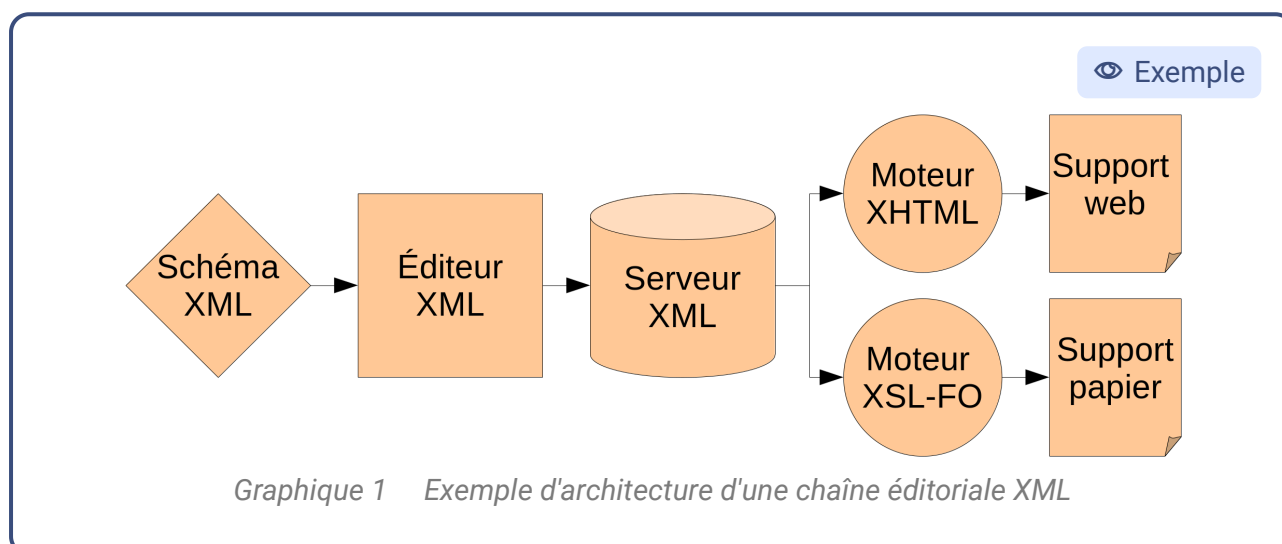 Exemple
Schéma
XML
Éditeur
XML
Serveur
XML
Moteur
XHTML
Support
web
Moteur
XSL-FO
Support
papier
Graphique 1 Exemple d'architecture d'une chaîne éditoriale XML